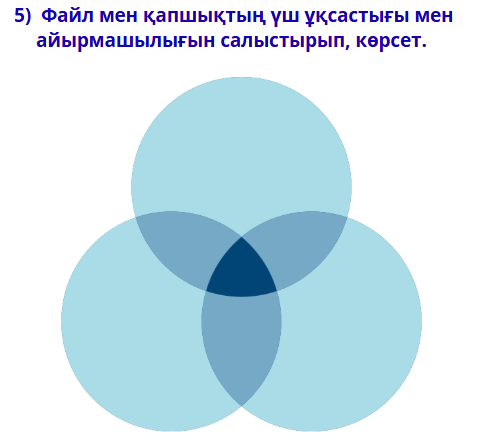 5) Файл мен қапшықтың үш ұқсастығы мен
айырмашылығын салыстырып, көрсет.